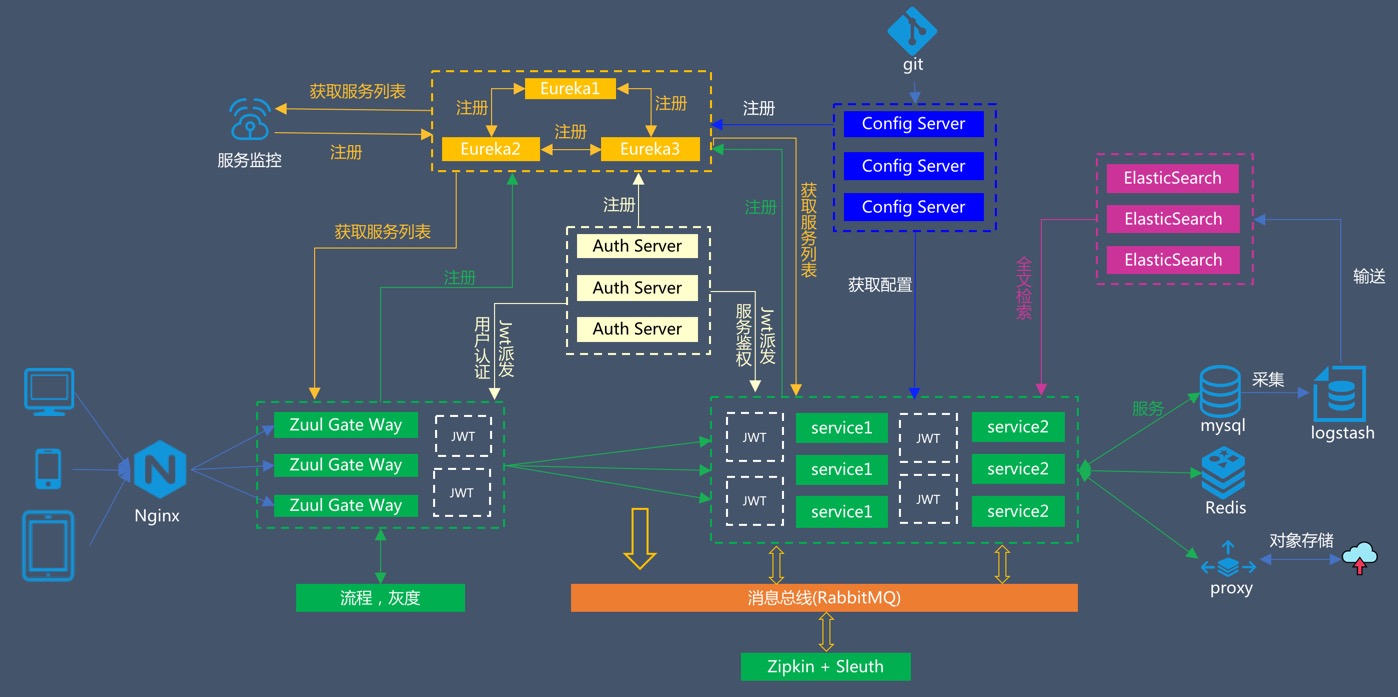 git
获取服务列表
注册
服务监控
Eureka1
注册
注册
注册
Eureka2
Eureka3
注册
Config Server
Config Server
Config Server
ElasticSearch
ElasticSearch
ElasticSearch
获取服务列表
注册
注册
注册
获取服务列表
Auth Server
Auth Server
Auth Server
获取配置
全文检索
输送
Jwt派发
用户认证
Jwt派发
服务鉴权
Nginx
Zuul Gate Way
Zuul Gate Way
Zuul Gate Way
JWT
JWT
JWT
JWT
service1
service1
service1
JWT
JWT
service2
service2
service2
服务
mysql
采集
logstash
Redis
proxy
对象存储
流程，灰度
消息总线(RabbitMQ)
Zipkin + Sleuth